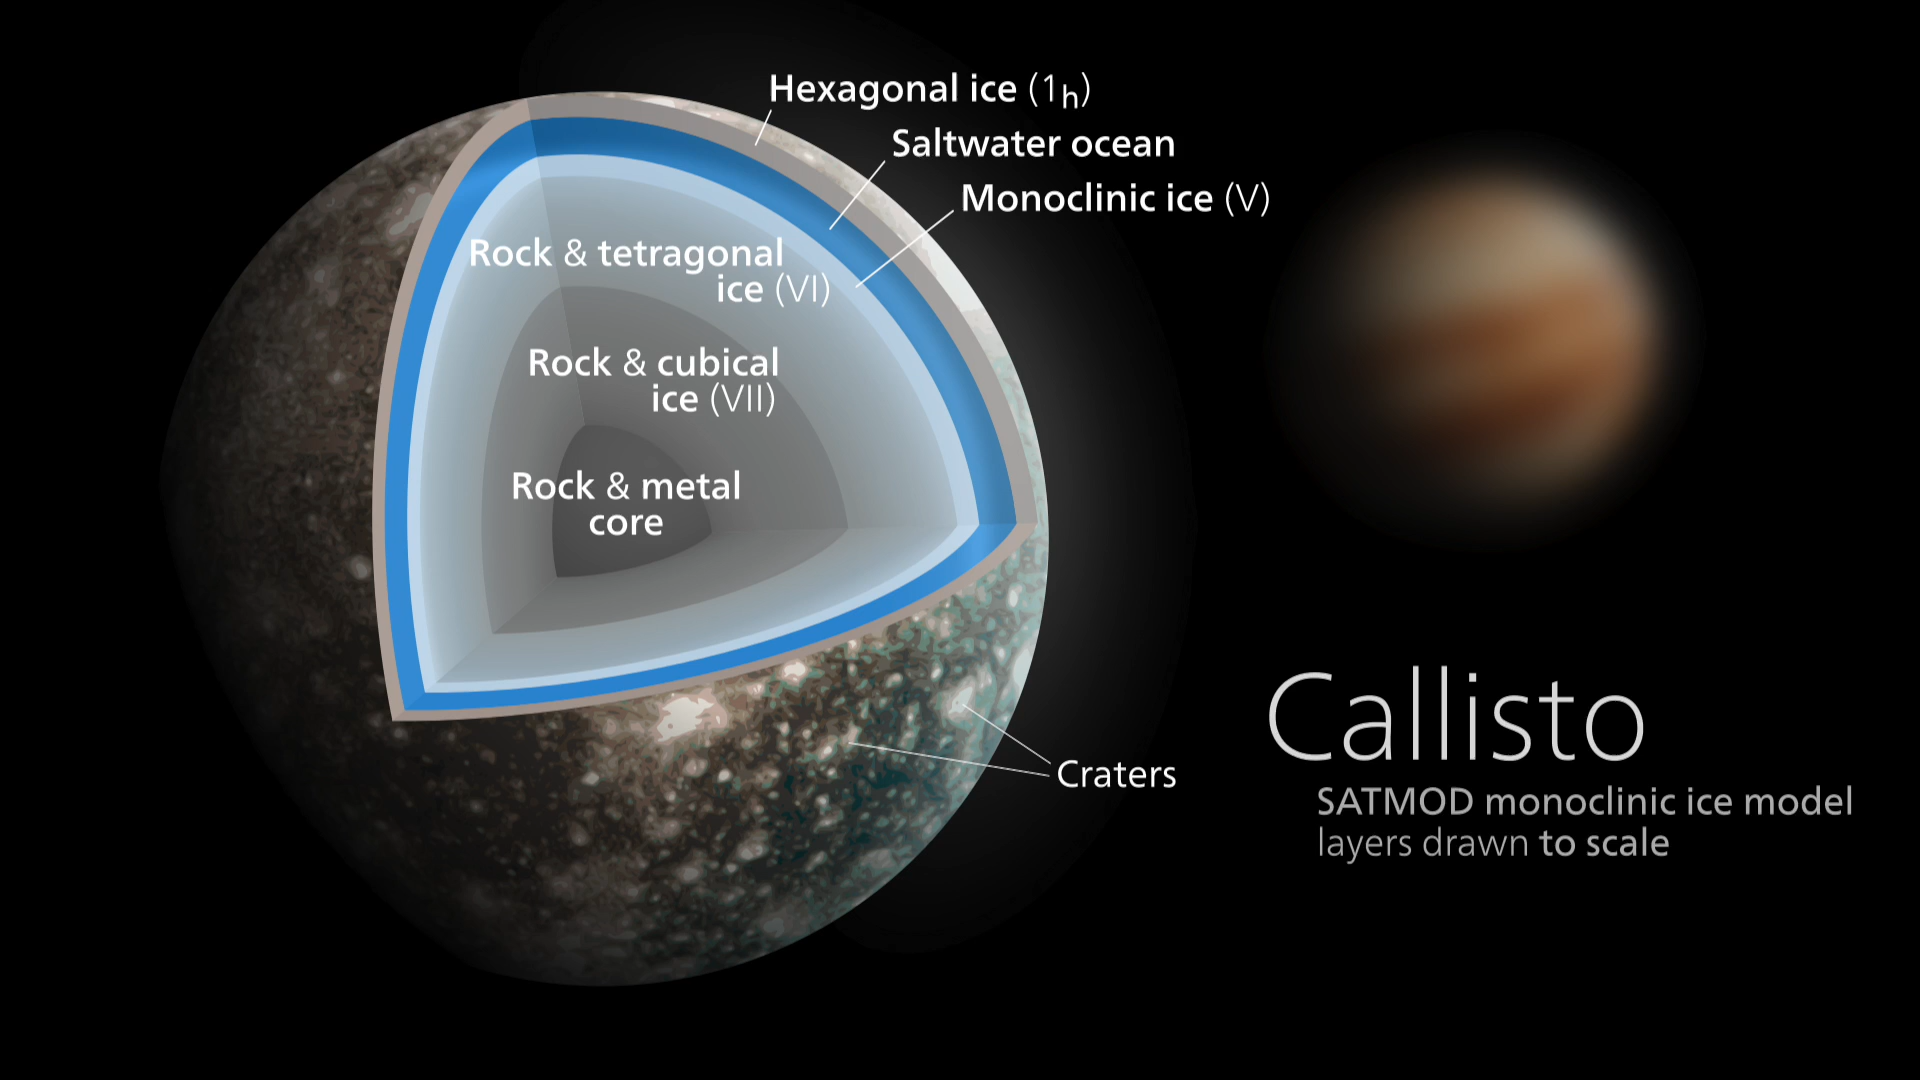 Hexagonal ice (1h)
Saltwater ocean
Monoclinic ice (V)
Rock & tetragonal
ice (VI)
Rock & cubical
ice (VII)
Rock & metal
core
Craters
Callisto
SATMOD monoclinic ice model
layers drawn to scale